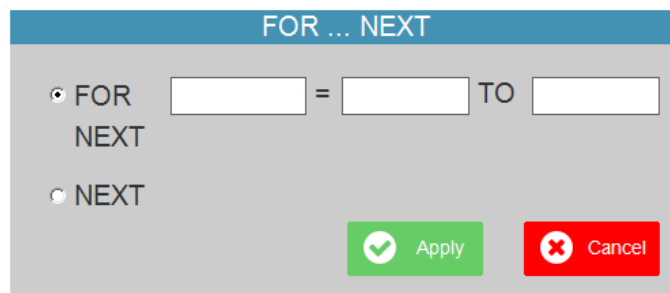 FOR ... NEXT
FOR = TO
NEXT
NEXT
Apply Cancel